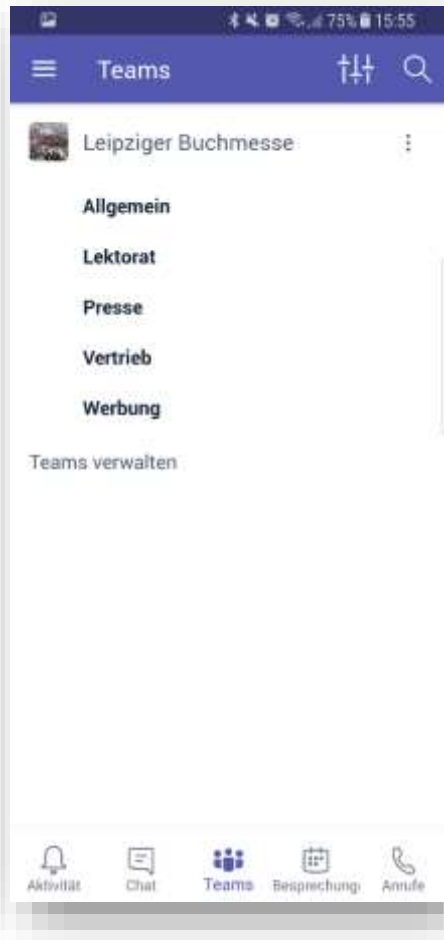 75% 15:55
Teams
Leipziger Buchmesse
Allgemein
Lektorat
Presse
Vertrieb
Werbung
Teams verwalten
Aktivität Chat Teams Besprechung Anrufe